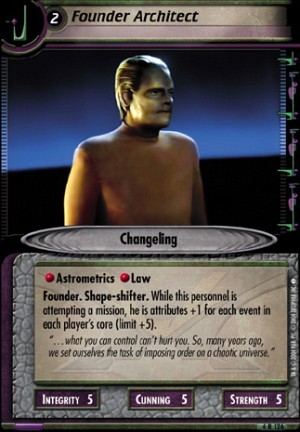 2 Founder Architect
Changeling
Astrometrics Law
Founder. Shape-shifter. While this personnel
is attempting a mission, he is attributes +1 for each event in
each player's core (limit +5).
"…what you can control can't hurt you. So, many years ago,
we set ourselves the task of imposing order on a chaotic universe."
INTEGRITY 5 CUNNING 5 STRENGTH 5